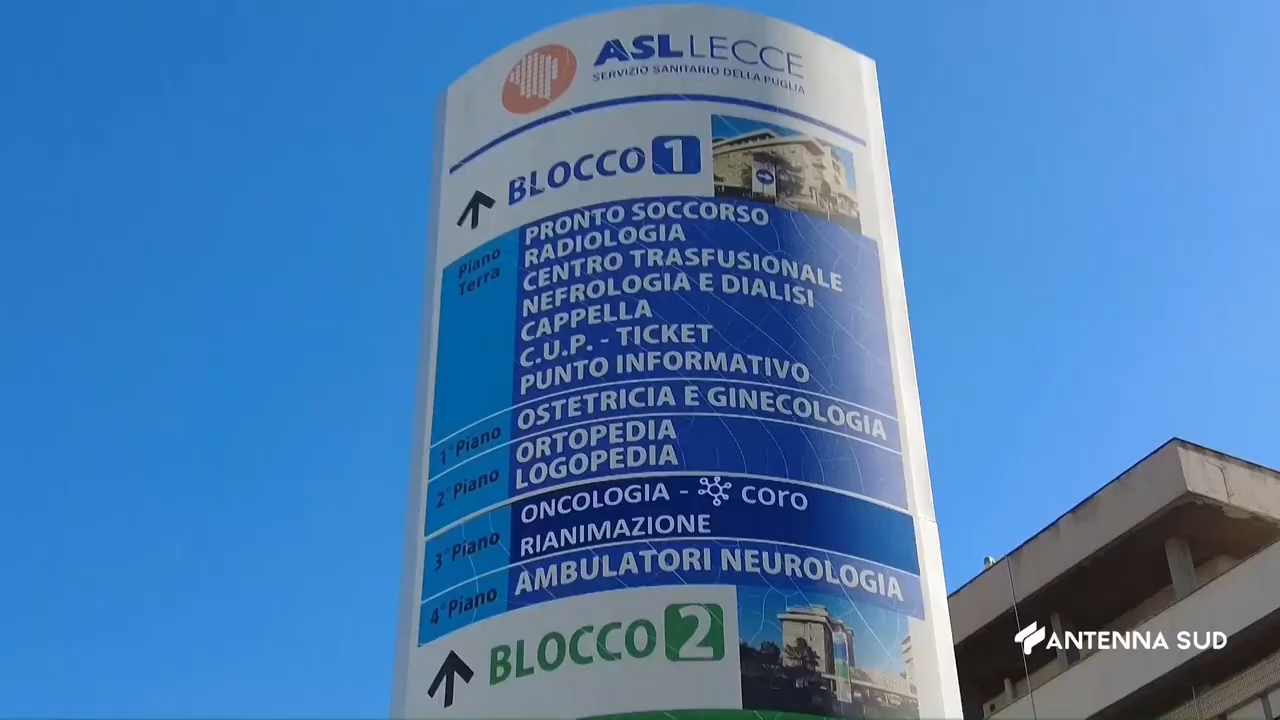 ASL LECCE
SERVIZIO SANITARIO DELLA PUGLIA
BLOCCO 1
Piano Terra
PRONTO SOCCORSO
RADIOLOGIA
CENTRO TRASFUSIONALE
NEFROLOGIA E DIALISI
CAPPELLA
C.U.P. - TICKET
PUNTO INFORMATIVO
1° Piano OSTETRICIA E GINECOLOGIA
2° Piano ORTOPEDIA
LOGOPEDIA
3° Piano ONCOLOGIA - coro
RIANIMAZIONE
4° Piano AMBULATORI NEUROLOGIA
BLOCCO 2
ANTENNA SUD